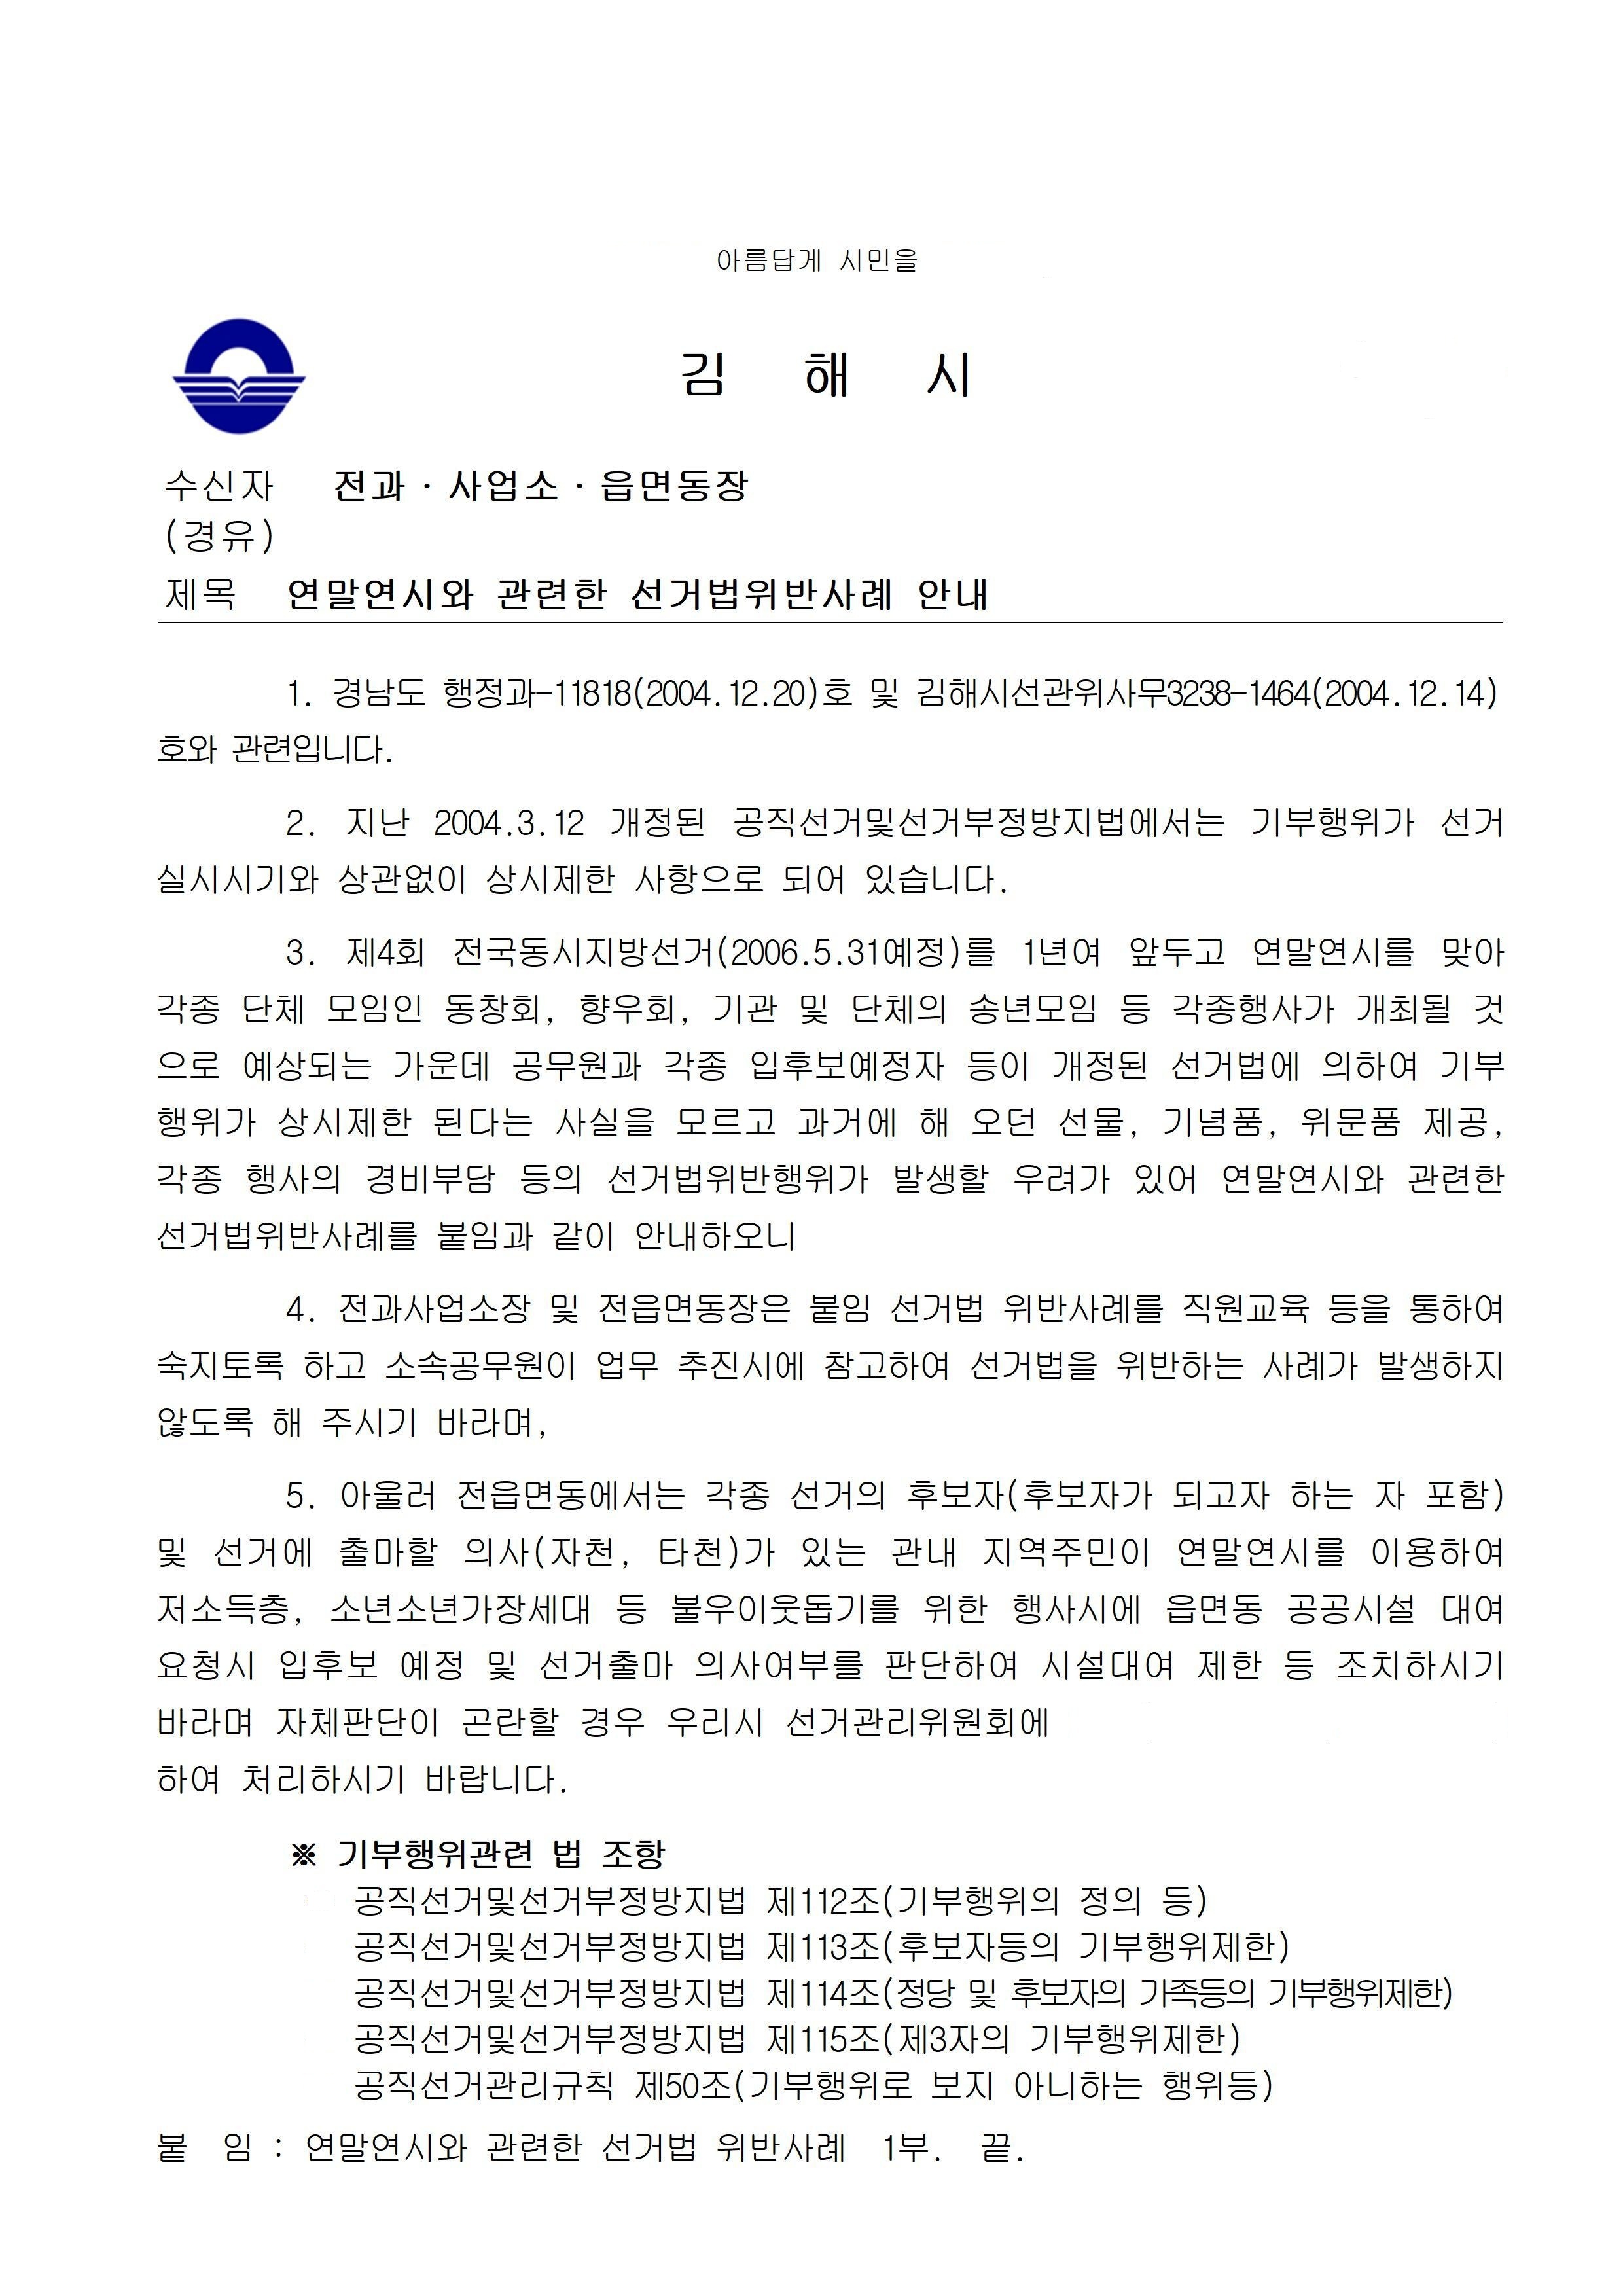 아름답게 시민을
김 해 시
수신자 전과·사업소·읍면동장
(경유)
제목 연말연시와 관련한 선거법위반사례 안내
1. 경남도 행정과-11818(2004.12.20)호 및 김해시선관위사무3238-1464(2004.12.14)
호와 관련입니다.
2. 지난 2004.3.12 개정된 공직선거및선거부정방지법에서는 기부행위가 선거
실시시기와 상관없이 상시제한 사항으로 되어 있습니다.
3. 제4회 전국동시지방선거(2006.5.31예정)를 1년여 앞두고 연말연시를 맞아
각종 단체 모임인 동창회, 향우회, 기관 및 단체의 송년모임 등 각종행사가 개최될 것
으로 예상되는 가운데 공무원과 각종 입후보예정자 등이 개정된 선거법에 의하여 기부
행위가 상시제한 된다는 사실을 모르고 과거에 해 오던 선물, 기념품, 위문품 제공,
각종 행사의 경비부담 등의 선거법위반행위가 발생할 우려가 있어 연말연시와 관련한
선거법위반사례를 붙임과 같이 안내하오니
4. 전과사업소장 및 전읍면동장은 붙임 선거법 위반사례를 직원교육 등을 통하여
숙지토록 하고 소속공무원이 업무 추진시에 참고하여 선거법을 위반하는 사례가 발생하지
않도록 해 주시기 바라며,
5. 아울러 전읍면동에서는 각종 선거의 후보자(후보자가 되고자 하는 자 포함)
및 선거에 출마할 의사(자천, 타천)가 있는 관내 지역주민이 연말연시를 이용하여
저소득층, 소년소년가장세대 등 불우이웃돕기를 위한 행사시에 읍면동 공공시설 대여
요청시 입후보 예정 및 선거출마 의사여부를 판단하여 시설대여 제한 등 조치하시기
바라며 자체판단이 곤란할 경우 우리시 선거관리위원회에
하여 처리하시기 바랍니다.
※ 기부행위관련 법 조항
공직선거및선거부정방지법 제112조(기부행위의 정의 등)
공직선거및선거부정방지법 제113조(후보자등의 기부행위제한)
공직선거및선거부정방지법 제114조(정당 및 후보자의 가족등의 기부행위제한)
공직선거및선거부정방지법 제115조(제3자의 기부행위제한)
공직선거관리규칙 제50조(기부행위로 보지 아니하는 행위등)
붙 임 : 연말연시와 관련한 선거법 위반사례 1부. 끝.